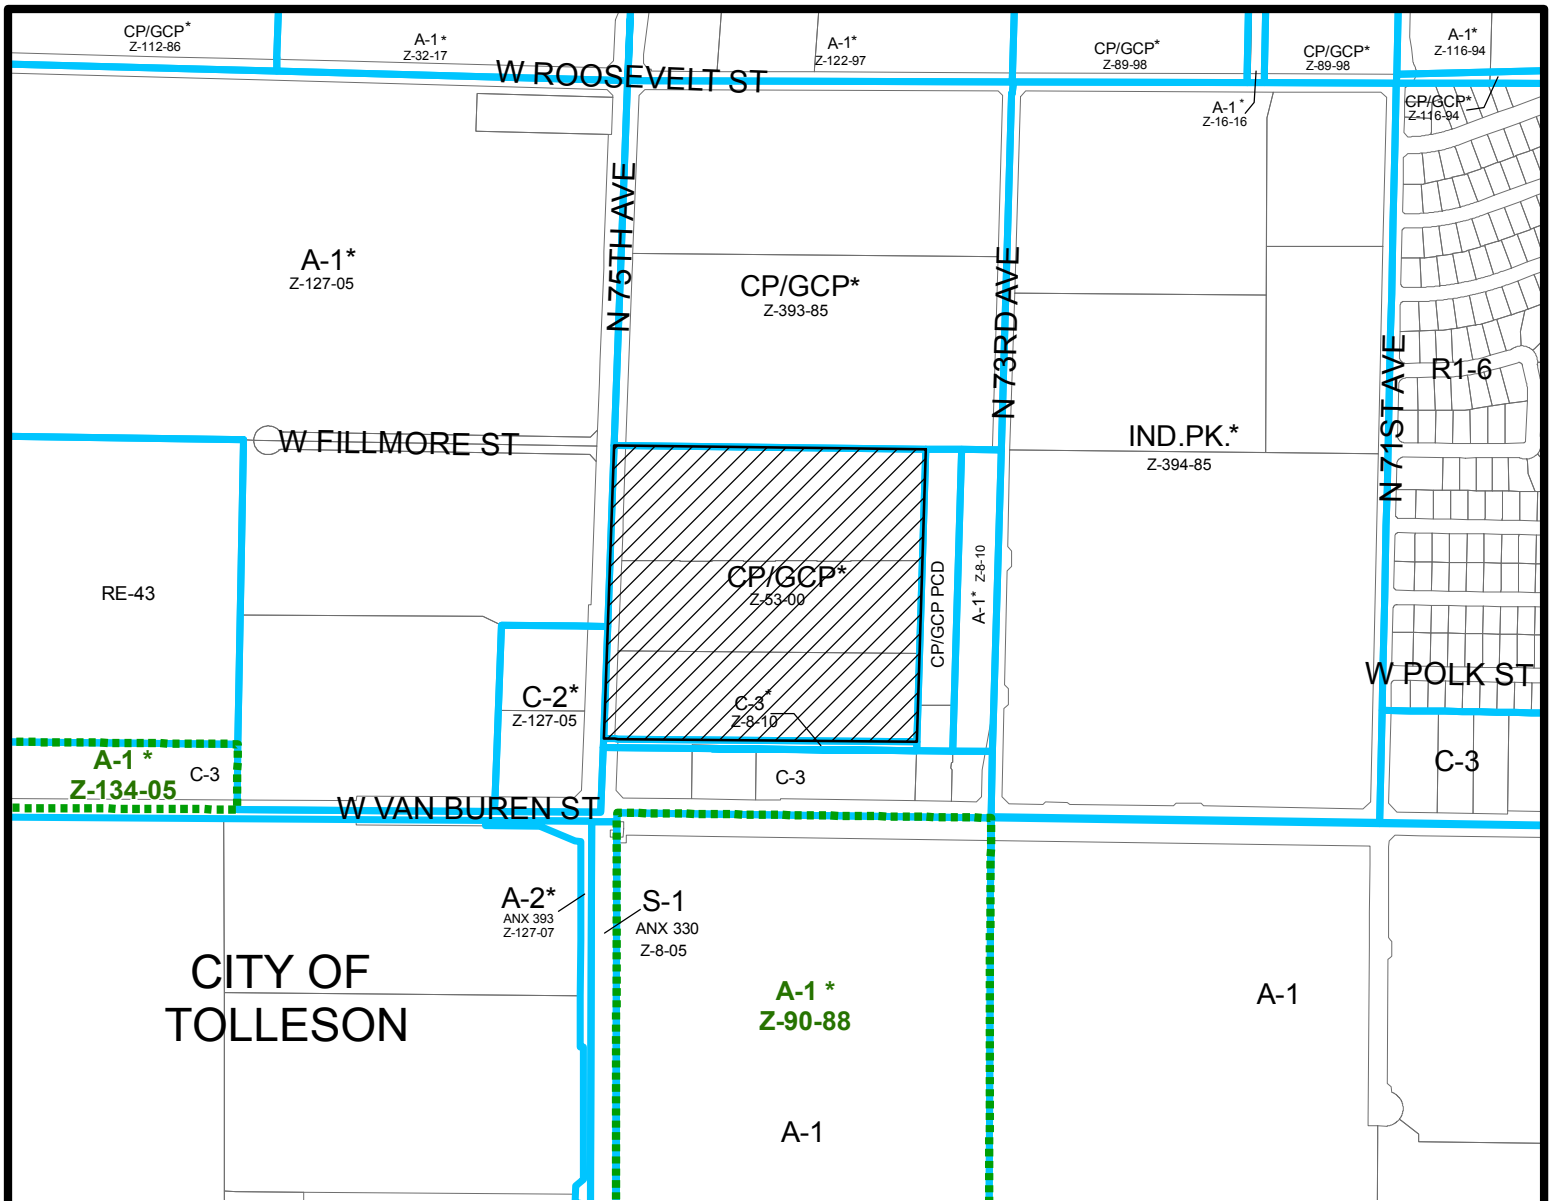 CP/GCP*
Z-112-86
A-1*
Z-32-17
A-1*
Z-122-97
CP/GCP*
Z-89-98
CP/GCP*
Z-89-98
A-1*
Z-116-94
W ROOSEVELT ST
A-1*
Z-16-16
CP/GCP*
Z-116-94
N 75TH AVE
A-1*
Z-127-05
CP/GCP*
Z-393-85
N 73RD AVE
N 71ST AVE
R1-6
W FILLMORE ST
IND.PK.*
Z-394-85
RE-43
CP/GCP*
Z-53-00
CP/GCP PCD
A-1* Z-8-10
W POLK ST
C-2*
Z-127-05
C-3*
Z-8-10
A-1 *
Z-134-05
C-3
C-3
C-3
W VAN BUREN ST
A-2*
ANX 393
Z-127-07
S-1
ANX 330
Z-8-05
CITY OF
TOLLESON
A-1 *
Z-90-88
A-1
A-1